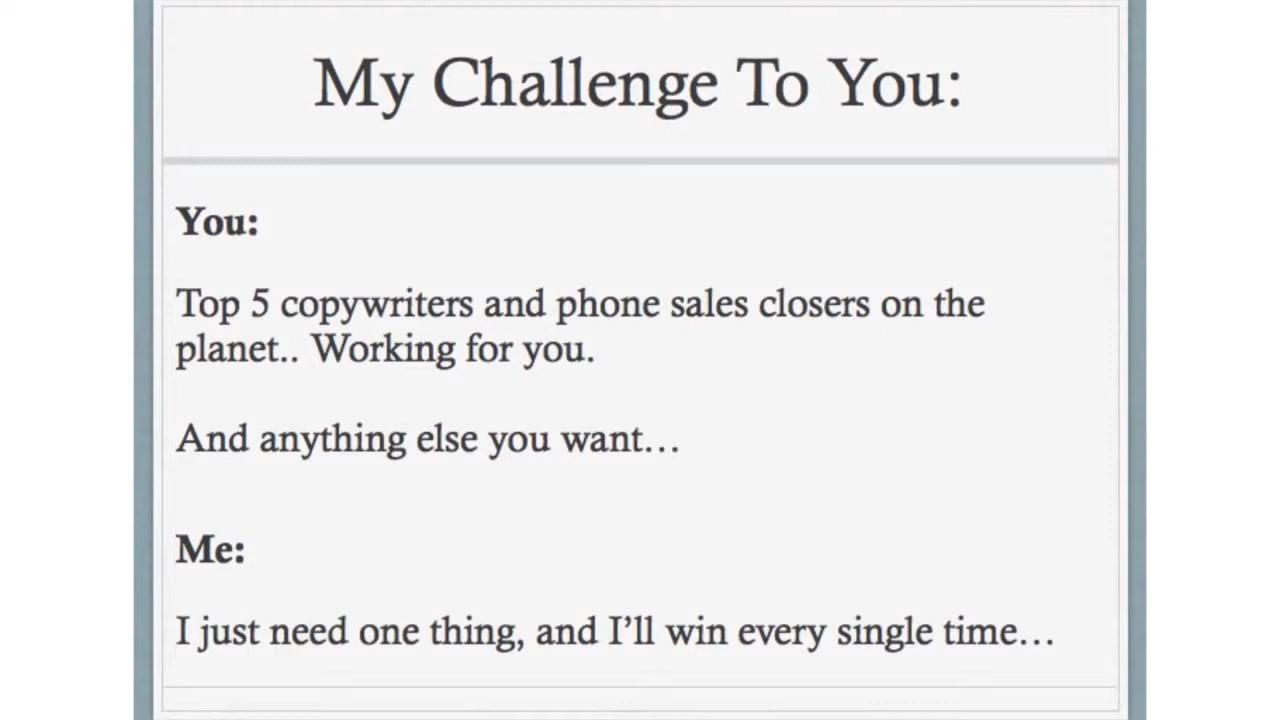 My Challenge To You:
You:
Top 5 copywriters and phone sales closers on the
planet.. Working for you.
And anything else you want…
Me:
I just need one thing, and I’ll win every single time…